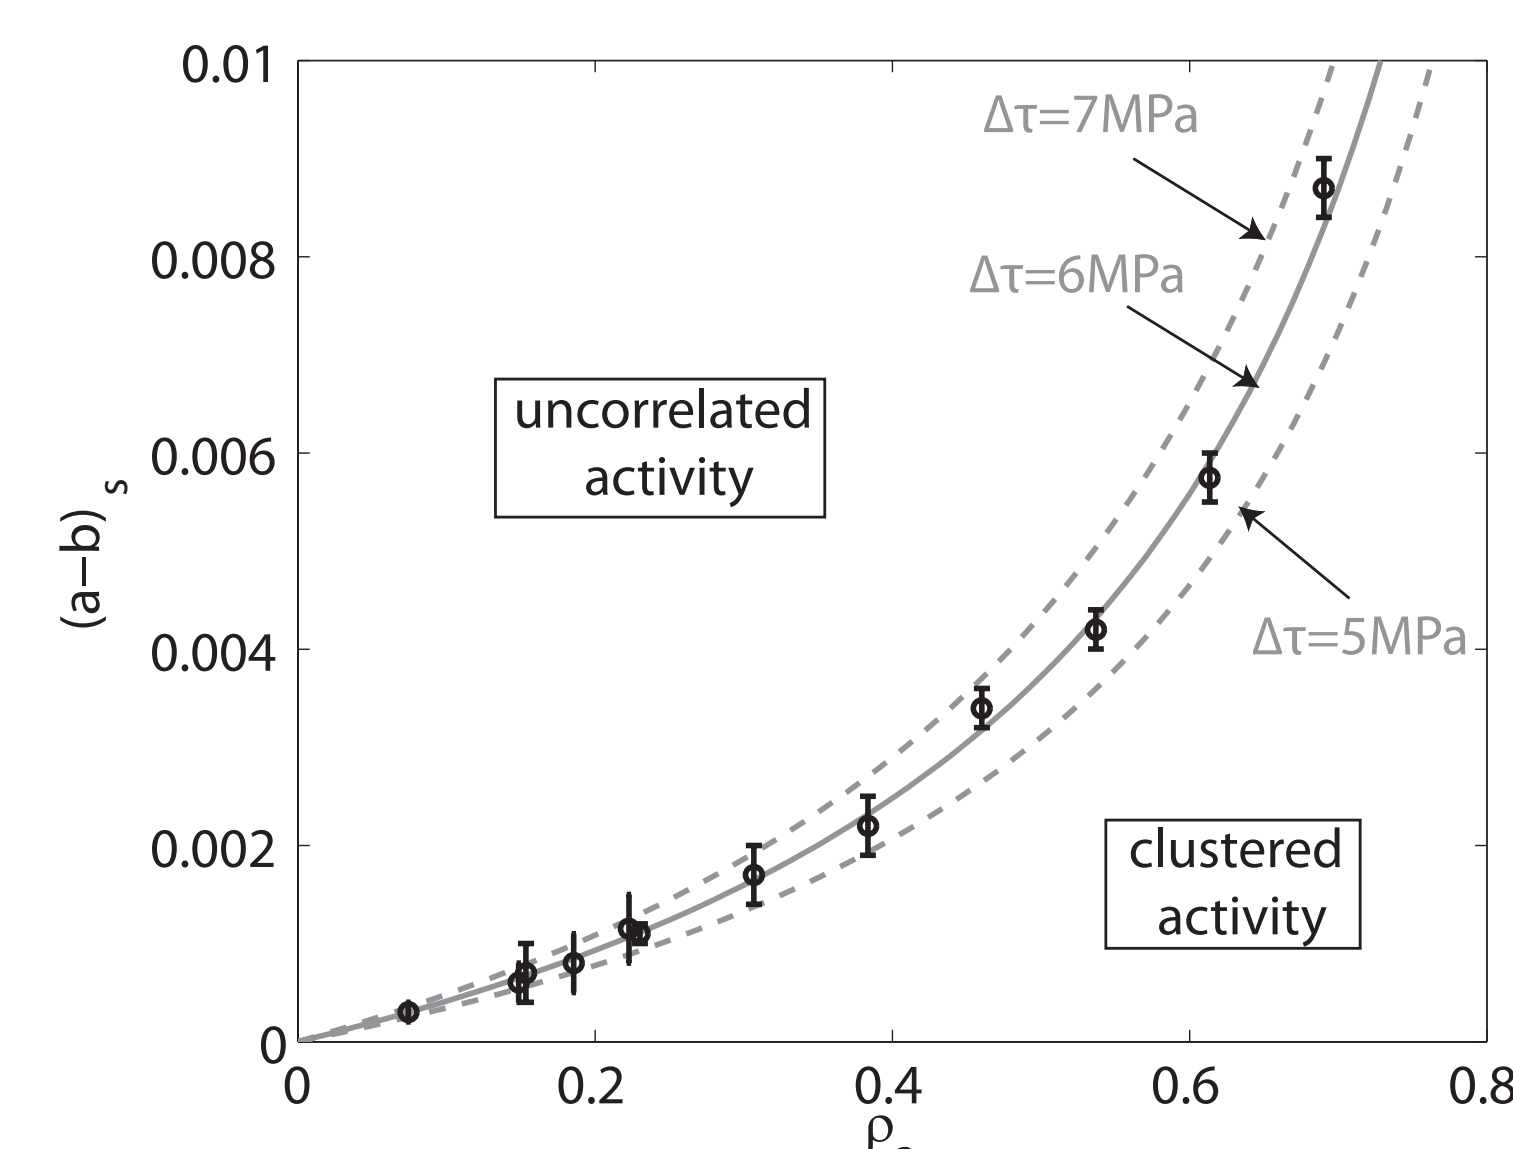 0.01
0.008
0.006
0.004
0.002
0
(a−b) s
Δτ=7MPa
Δτ=6MPa
uncorrelated
activity
Δτ=5MPa
clustered
activity
0 0.2 0.4 0.6 0.8
ρ